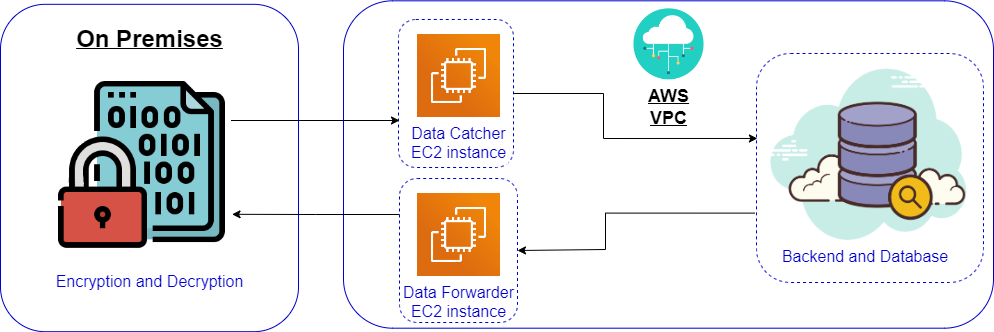 On Premises
0100
0101
100
101
Encryption and Decryption
Data Catcher
EC2 instance
Data Forwarder
EC2 instance
AWS
VPC
Backend and Database